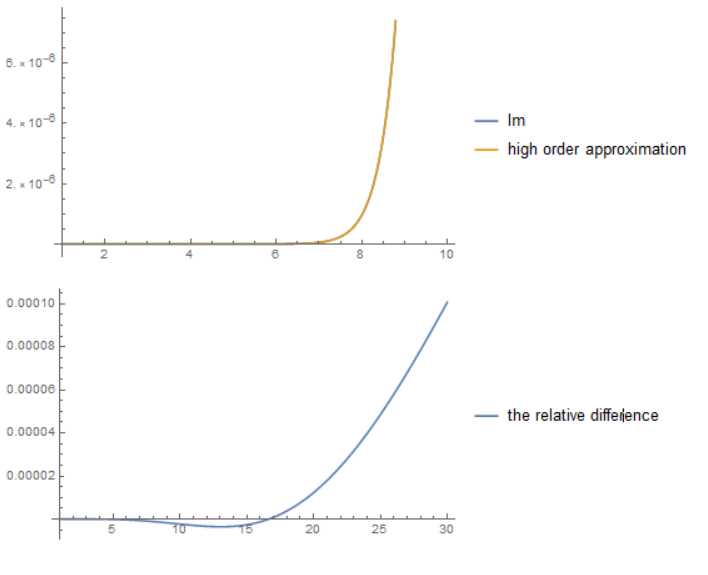 6. × 10⁻⁶
4. × 10⁻⁶
2. × 10⁻⁶
2 4 6 8 10
Im
high order approximation
0.00010
0.00008
0.00006
0.00004
0.00002
5 10 15 20 25 30
the relative difference